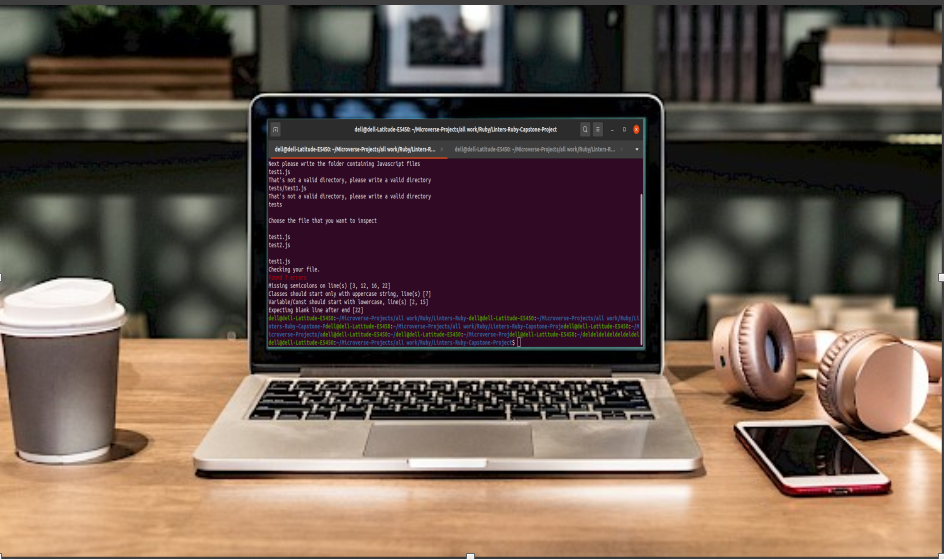 dell@dell-Latitude-E5450: ~/Microverse-Projects/all work/Ruby/Linters-Ruby-Capstone-Project
dell@dell-Latitude-E5450: ~/Microverse-Projects/all work/Ruby/Linters-R... dell@dell-Latitude-E5450: ~/Microverse-Projects/all work/Ruby/Linters-R...
Next please write the folder containing Javascript files
test1.js
That's not a valid directory, please write a valid directory
tests/test1.js
That's not a valid directory, please write a valid directory
tests
Choose the file that you want to inspect
test1.js
test2.js
test1.js
Checking your file.
Missing semicolons on line(s) [3, 12, 16, 22]
Classes should start only with uppercase string, line(s) [7]
Variable/Const should start with lowercase, line(s) [2, 15]
Expecting blank line after end [22]
dell@dell-Latitude-E5450:~/Microverse-Projects/all work/Ruby/Linters-Ruby-dell@dell-Latitude-E5450:~/Microverse-Projects/all work/Ruby/Li
nters-Ruby-Capstone-Pdell@dell-Latitude-E5450:~/Microverse-Projects/all work/Ruby/Linters-Ruby-Capstone-Projdell@dell-Latitude-E5450:~/M
icroverse-Projects/dell@dell-Latitude-E5450:~/dell@dell-Latitude-E5450:~/Microverse-Projdell@dell-Latitude-E5450:~/deldeldeldeldeldeldel
dell@dell-Latitude-E5450:~/Microverse-Projects/all work/Ruby/Linters-Ruby-Capstone-Project$